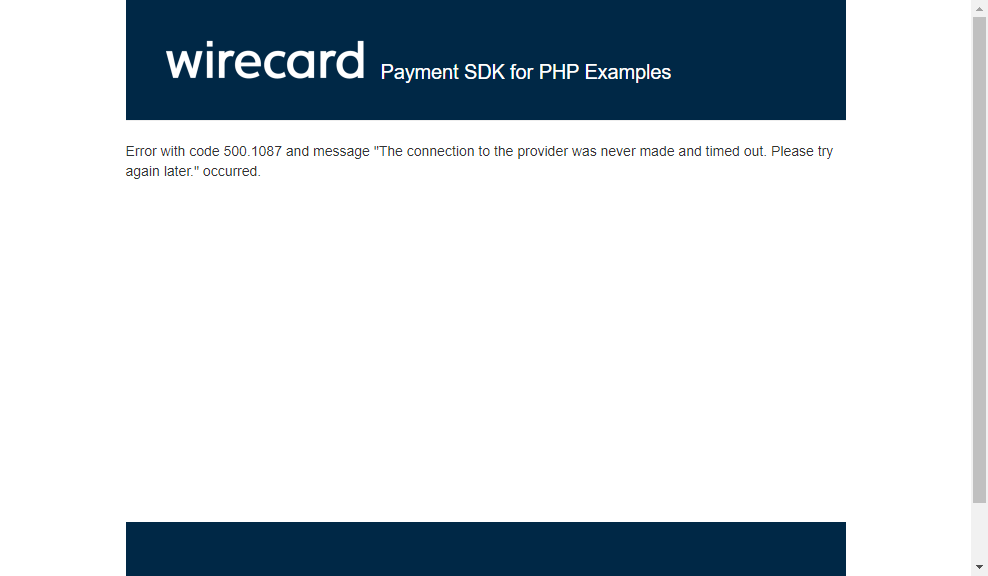 wirecard Payment SDK for PHP Examples
Error with code 500.1087 and message "The connection to the provider was never made and timed out. Please try
again later." occurred.